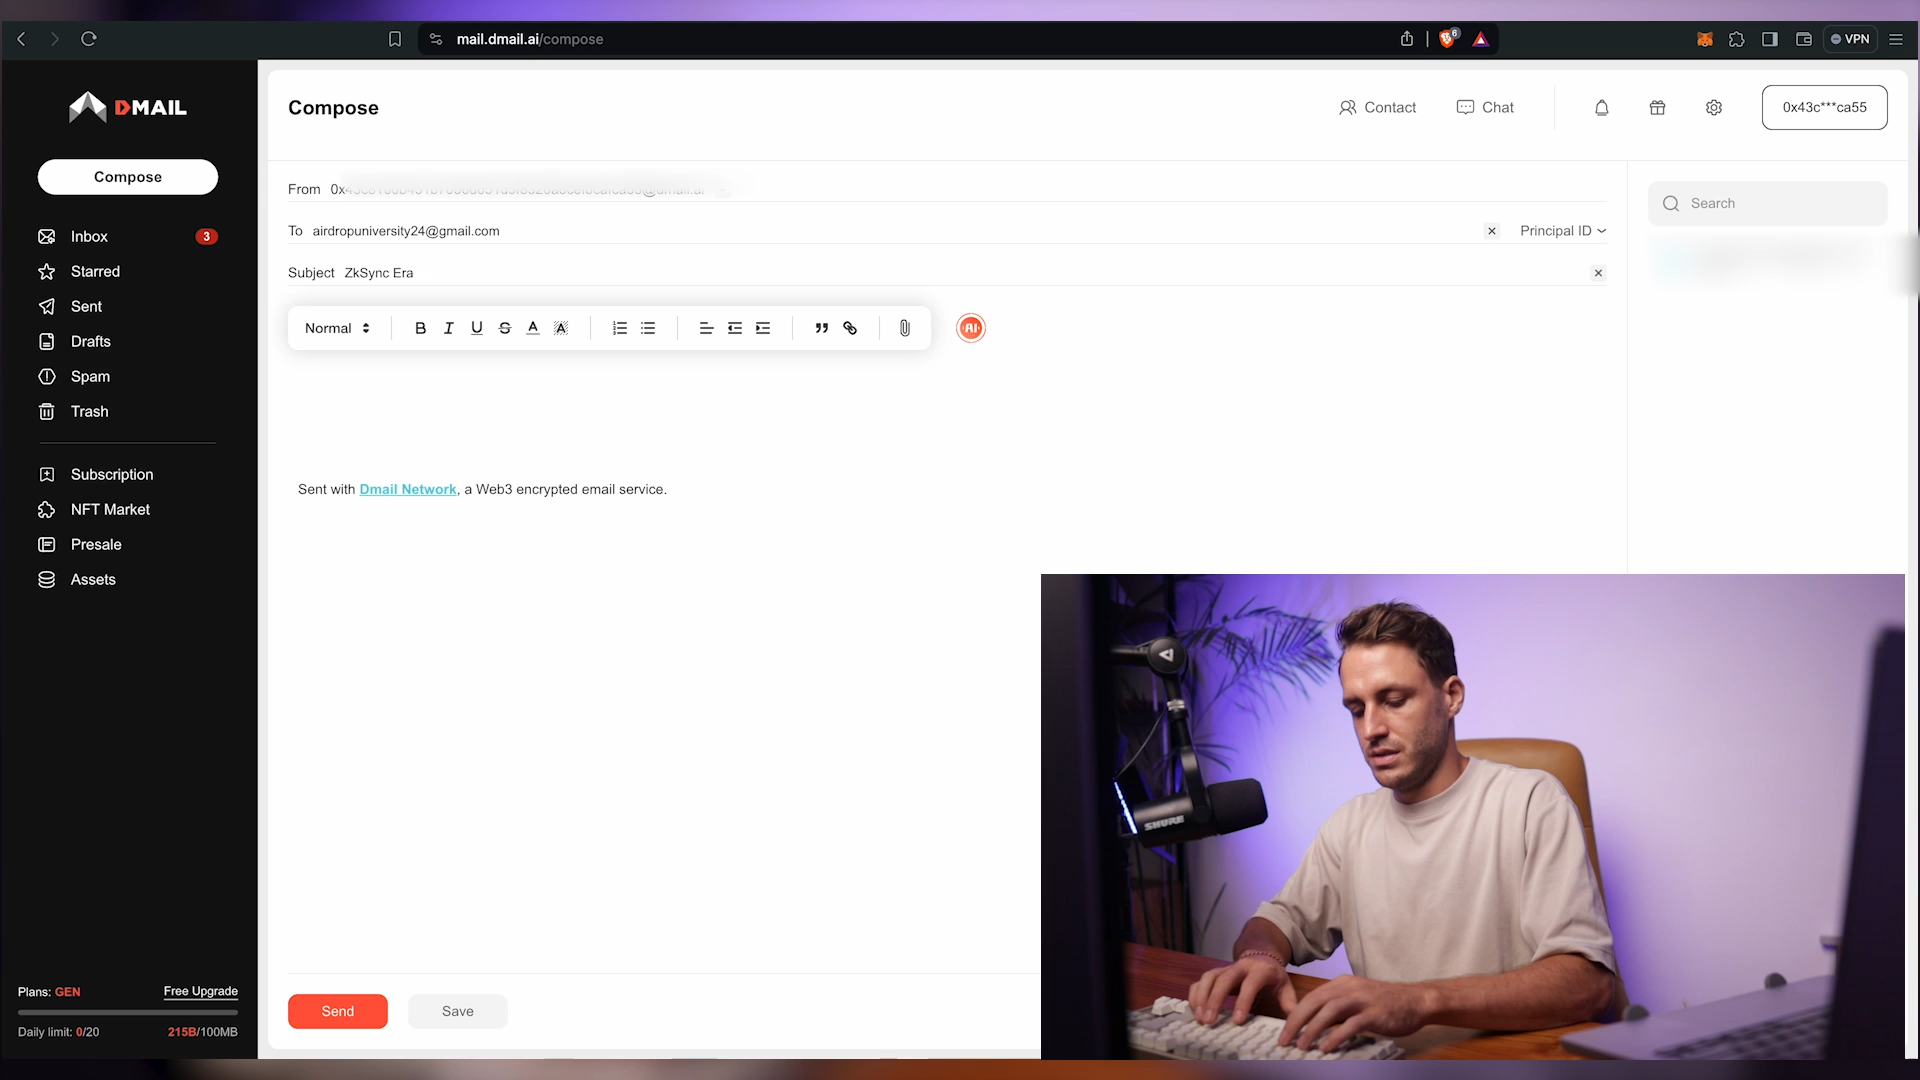 mail.dmail.ai/compose
6
VPN
DMAIL
Compose
Contact
Chat
0x43c***ca55
Compose
From 0x
To airdropuniversity24@gmail.com
Principal ID
Search
Subject ZkSync Era
Inbox
3
Starred
Sent
Drafts
Spam
Trash
Normal
B I U S A A
AI
Sent with Dmail Network, a Web3 encrypted email service.
Subscription
NFT Market
Presale
Assets
SHURE
Plans: GEN
Free Upgrade
Daily limit: 0/20
215B/100MB
Send
Save